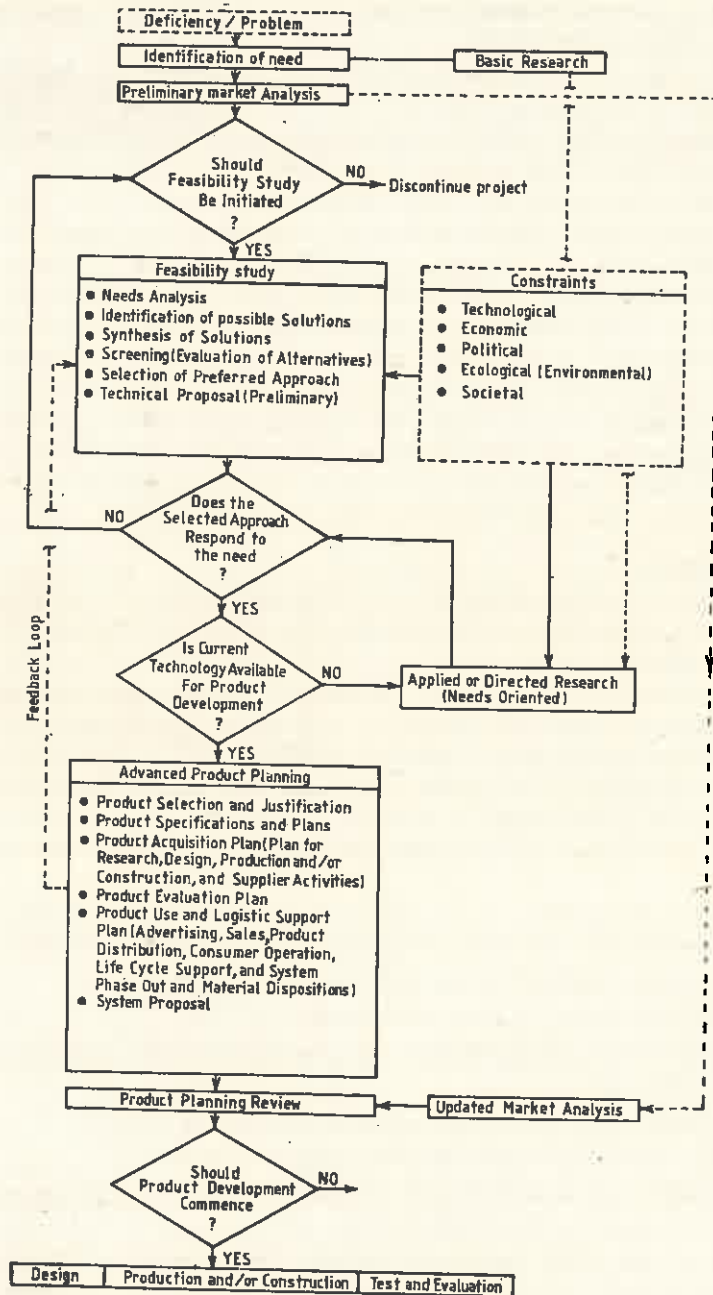 Deficiency / Problem
Identification of need
Basic Research
Preliminary market Analysis
Should
Feasibility Study
Be Initiated
?
NO
Discontinue project
YES
Feasibility study
● Needs Analysis
● Identification of possible Solutions
● Synthesis of Solutions
● Screening(Evaluation of Alternatives)
● Selection of Preferred Approach
● Technical Proposal(Preliminary)
Constraints
● Technological
● Economic
● Political
● Ecological (Environmental)
● Societal
Does the
Selected Approach
Respond to
the need
?
NO
YES
Is Current
Technology Available
For Product
Development
?
NO
Applied or Directed Research
(Needs Oriented)
YES
Feedback Loop
Advanced Product Planning
● Product Selection and Justification
● Product Specifications and Plans
● Product Acquisition Plan(Plan for
Research,Design, Production and/or
Construction, and Supplier Activities)
● Product Evaluation Plan
● Product Use and Logistic Support
Plan (Advertising, Sales,Product
Distribution, Consumer Operation,
Life Cycle Support, and System
Phase Out and Material Dispositions)
● System Proposal
Product Planning Review
Updated Market Analysis
Should
Product Development
Commence
?
NO
YES
Design
Production and/or Construction
Test and Evaluation